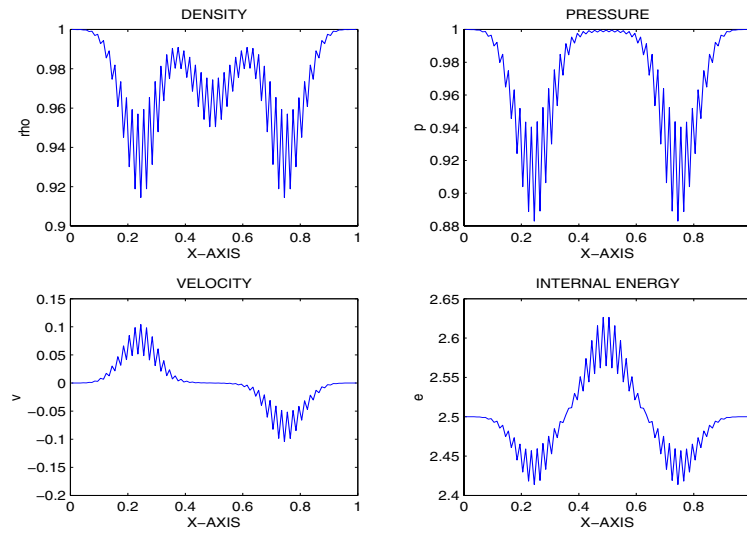 DENSITY
1
0.98
0.96
0.94
0.92
0.9
rho
0 0.2 0.4 0.6 0.8 1
X-AXIS
PRESSURE
1
0.98
0.96
0.94
0.92
0.9
0.88
p
0 0.2 0.4 0.6 0.8
X-AXIS
VELOCITY
0.15
0.1
0.05
0
-0.05
-0.1
-0.15
-0.2
v
0 0.2 0.4 0.6 0.8 1
X-AXIS
INTERNAL ENERGY
2.65
2.6
2.55
2.5
2.45
2.4
e
0 0.2 0.4 0.6 0.8
X-AXIS